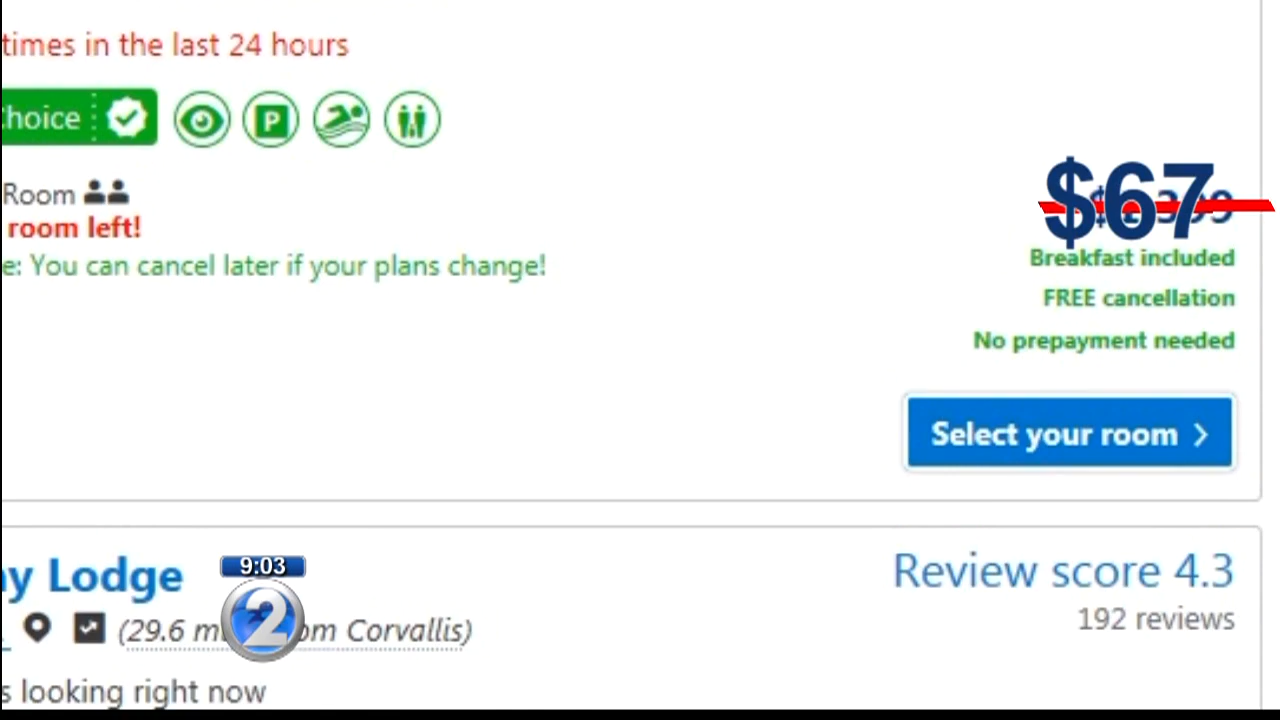 times in the last 24 hours
hoice
P
Room
room left!
$67
Breakfast included
e: You can cancel later if your plans change!
FREE cancellation
No prepayment needed
Select your room
ay Lodge
Review score 4.3
192 reviews
9:03
2
(29.6 m om Corvallis)
s looking right now